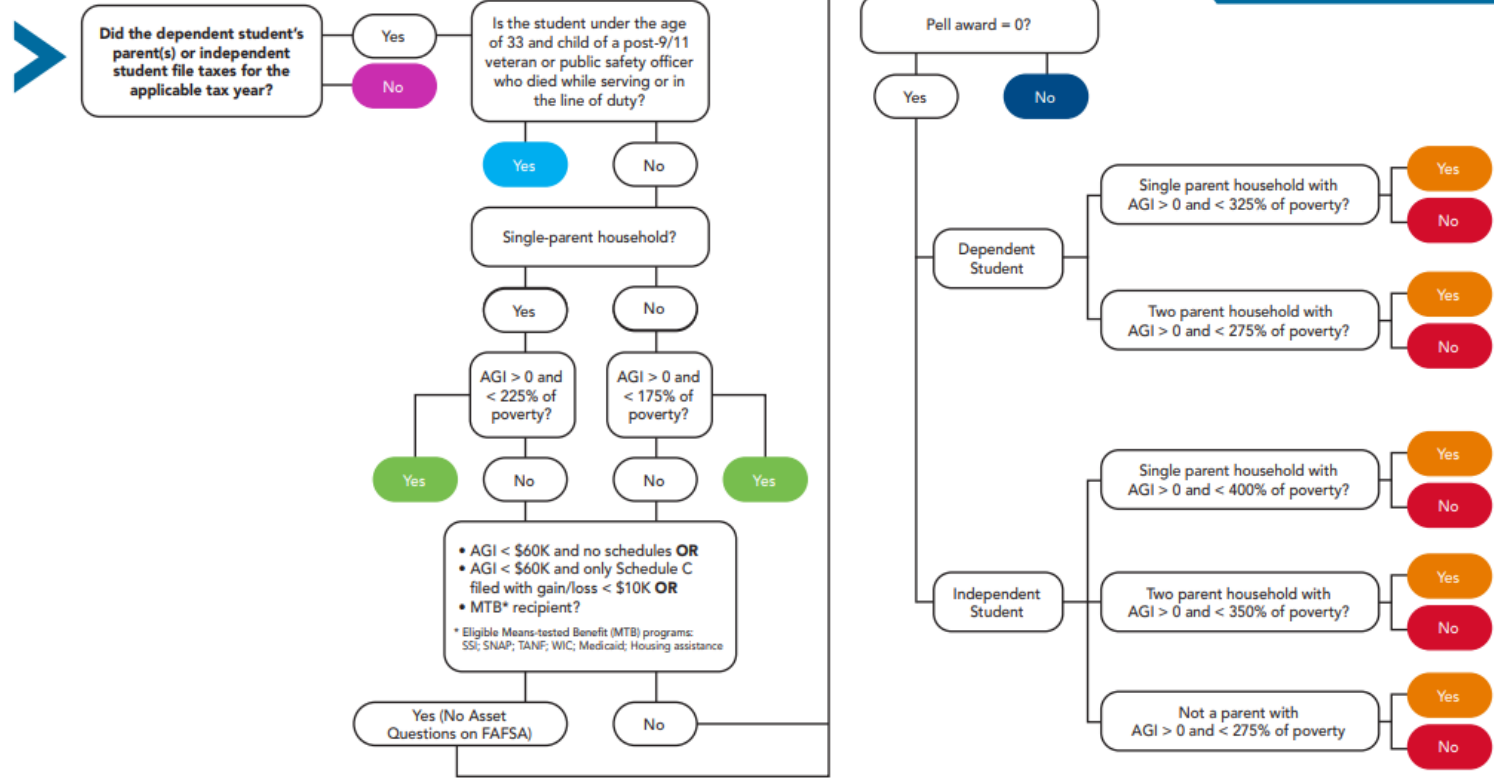 Did the dependent student's
parent(s) or independent
student file taxes for the
applicable tax year?
Yes
No
Is the student under the age
of 33 and child of a post-9/11
veteran or public safety officer
who died while serving or in
the line of duty?
Yes
No
Single-parent household?
Yes
No
AGI > 0 and
< 225% of
poverty?
AGI > 0 and
< 175% of
poverty?
Yes
No
No
Yes
• AGI < $60K and no schedules OR
• AGI < $60K and only Schedule C
filed with gain/loss < $10K OR
• MTB* recipient?
* Eligible Means-tested Benefit (MTB) programs:
SSI; SNAP; TANF; WIC; Medicaid; Housing assistance
Yes (No Asset
Questions on FAFSA)
No
Pell award = 0?
Yes
No
Dependent
Student
Single parent household with
AGI > 0 and < 325% of poverty?
Yes
No
Two parent household with
AGI > 0 and < 275% of poverty?
Yes
No
Independent
Student
Single parent household with
AGI > 0 and < 400% of poverty?
Yes
No
Two parent household with
AGI > 0 and < 350% of poverty?
Yes
No
Not a parent with
AGI > 0 and < 275% of poverty
Yes
No